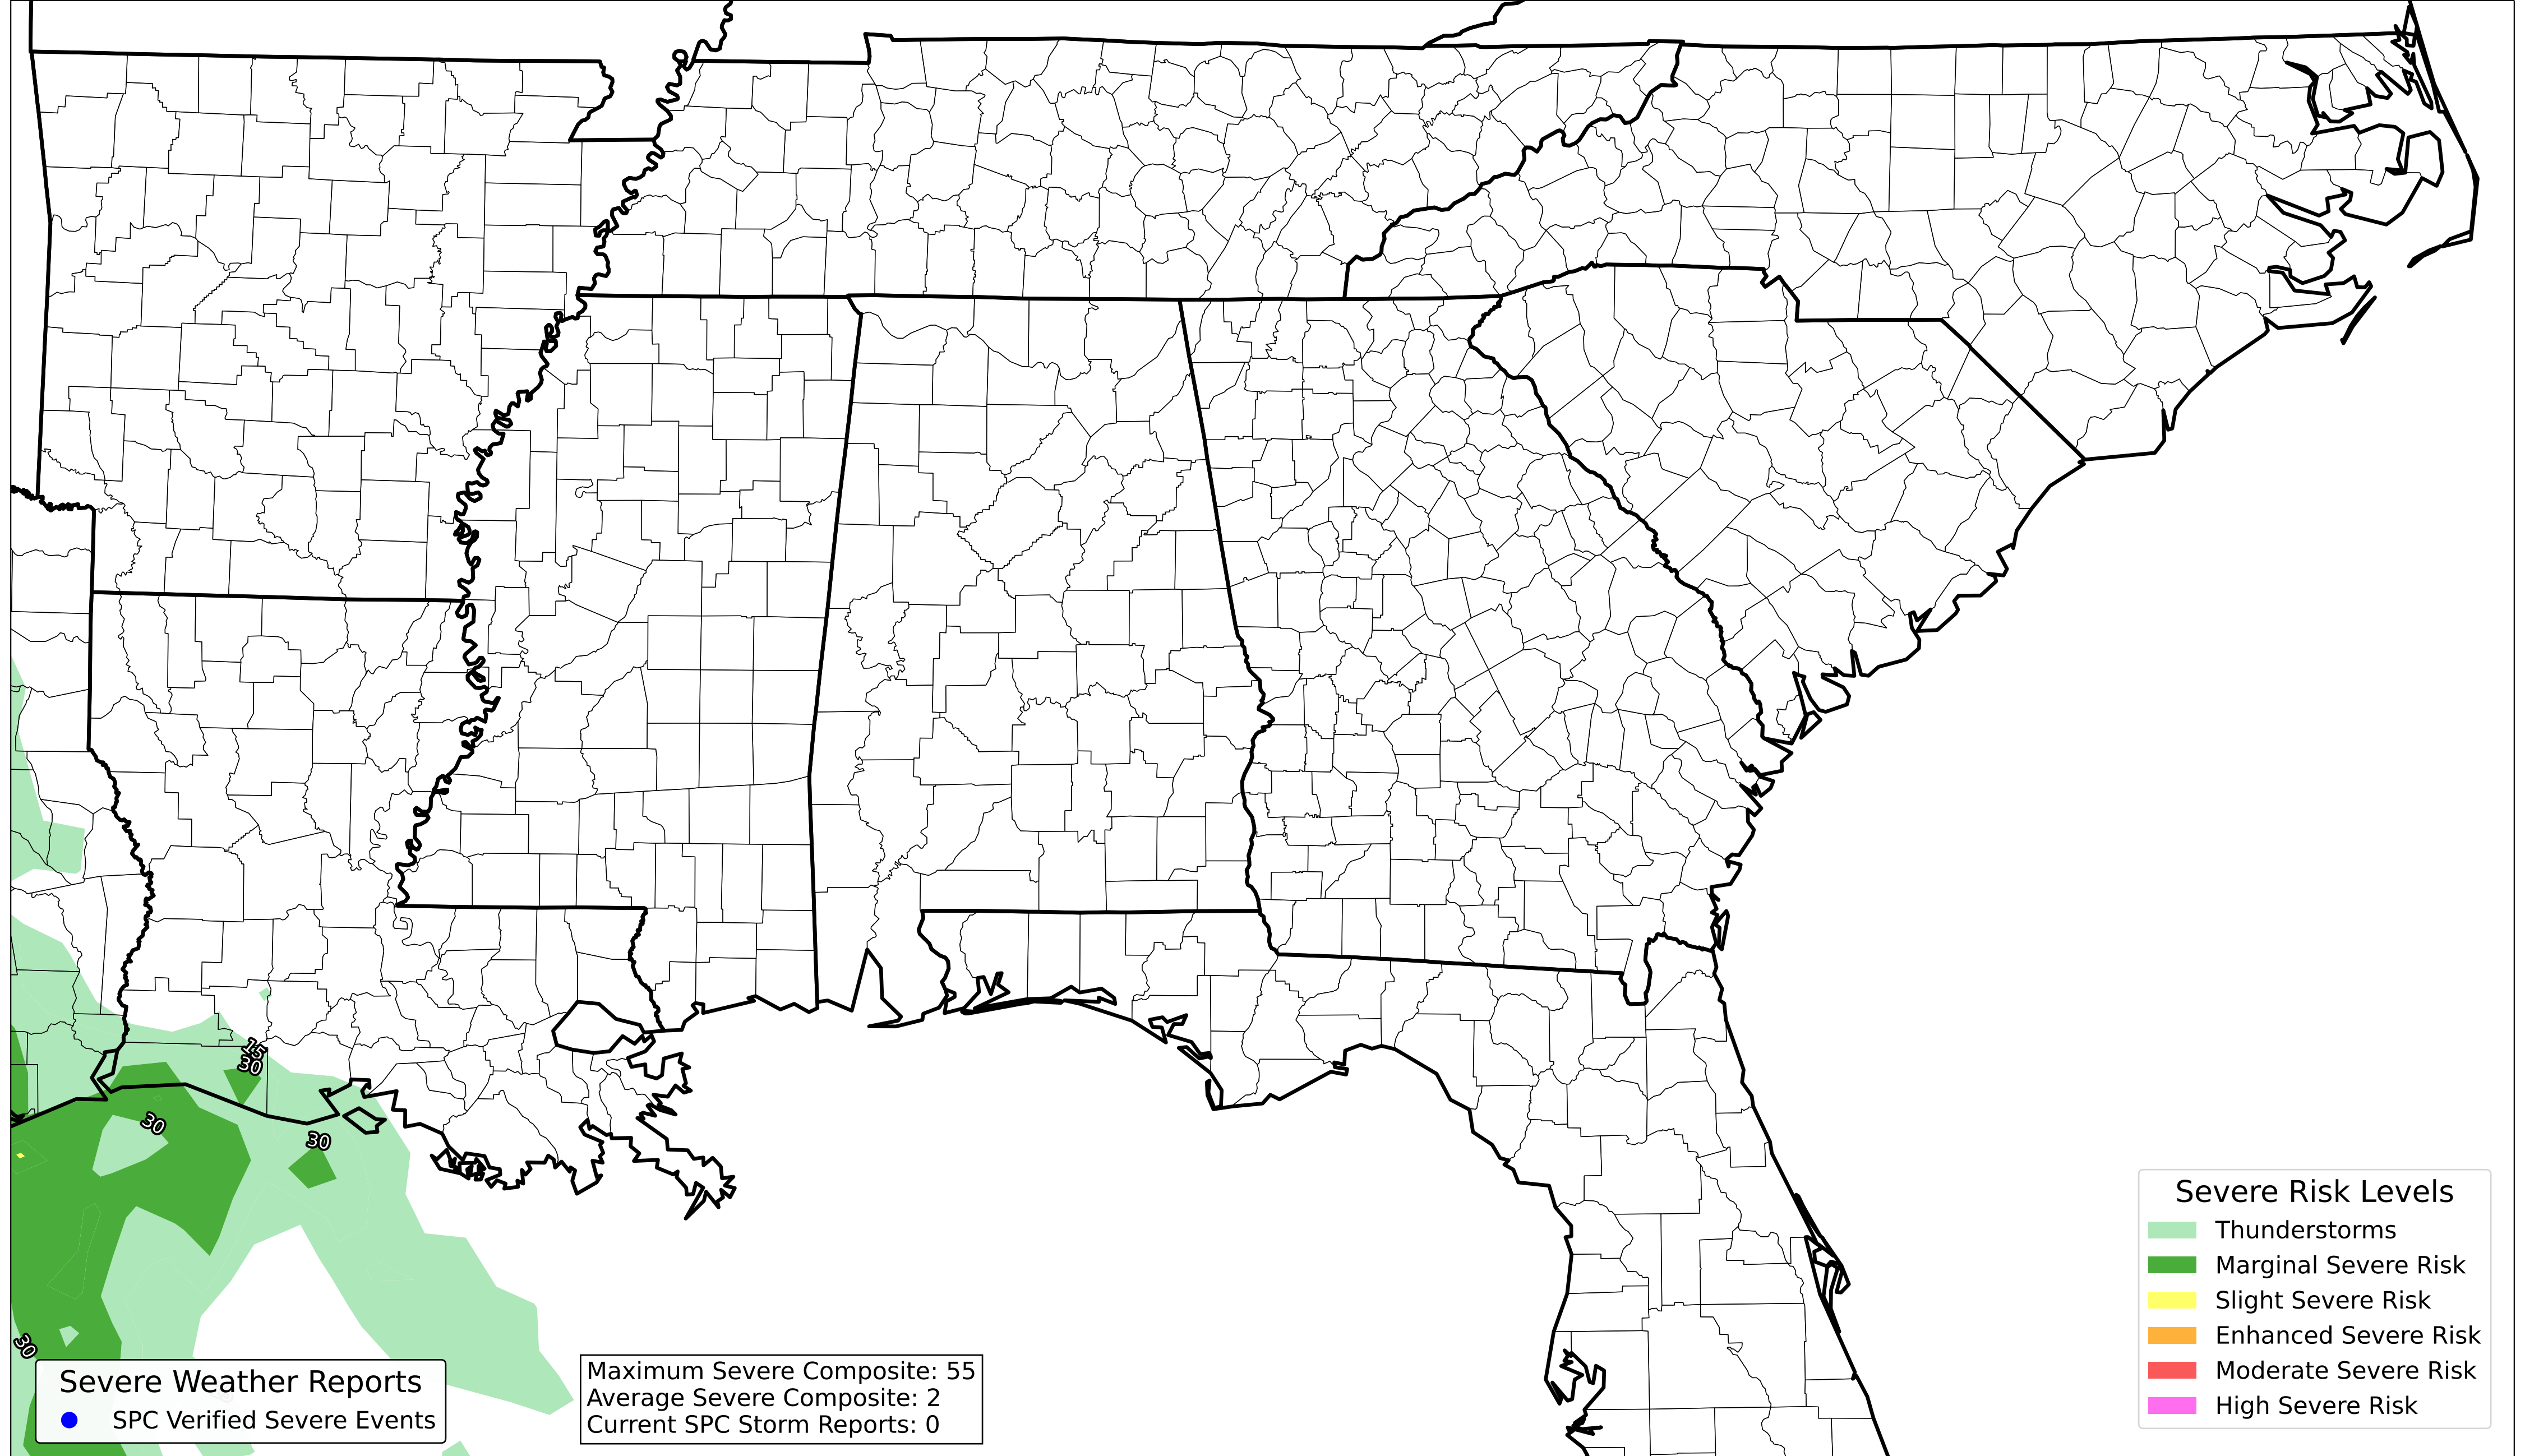 15
30
30
30
30
Severe Weather Reports
SPC Verified Severe Events
Maximum Severe Composite: 55
Average Severe Composite: 2
Current SPC Storm Reports: 0
Severe Risk Levels
Thunderstorms
Marginal Severe Risk
Slight Severe Risk
Enhanced Severe Risk
Moderate Severe Risk
High Severe Risk